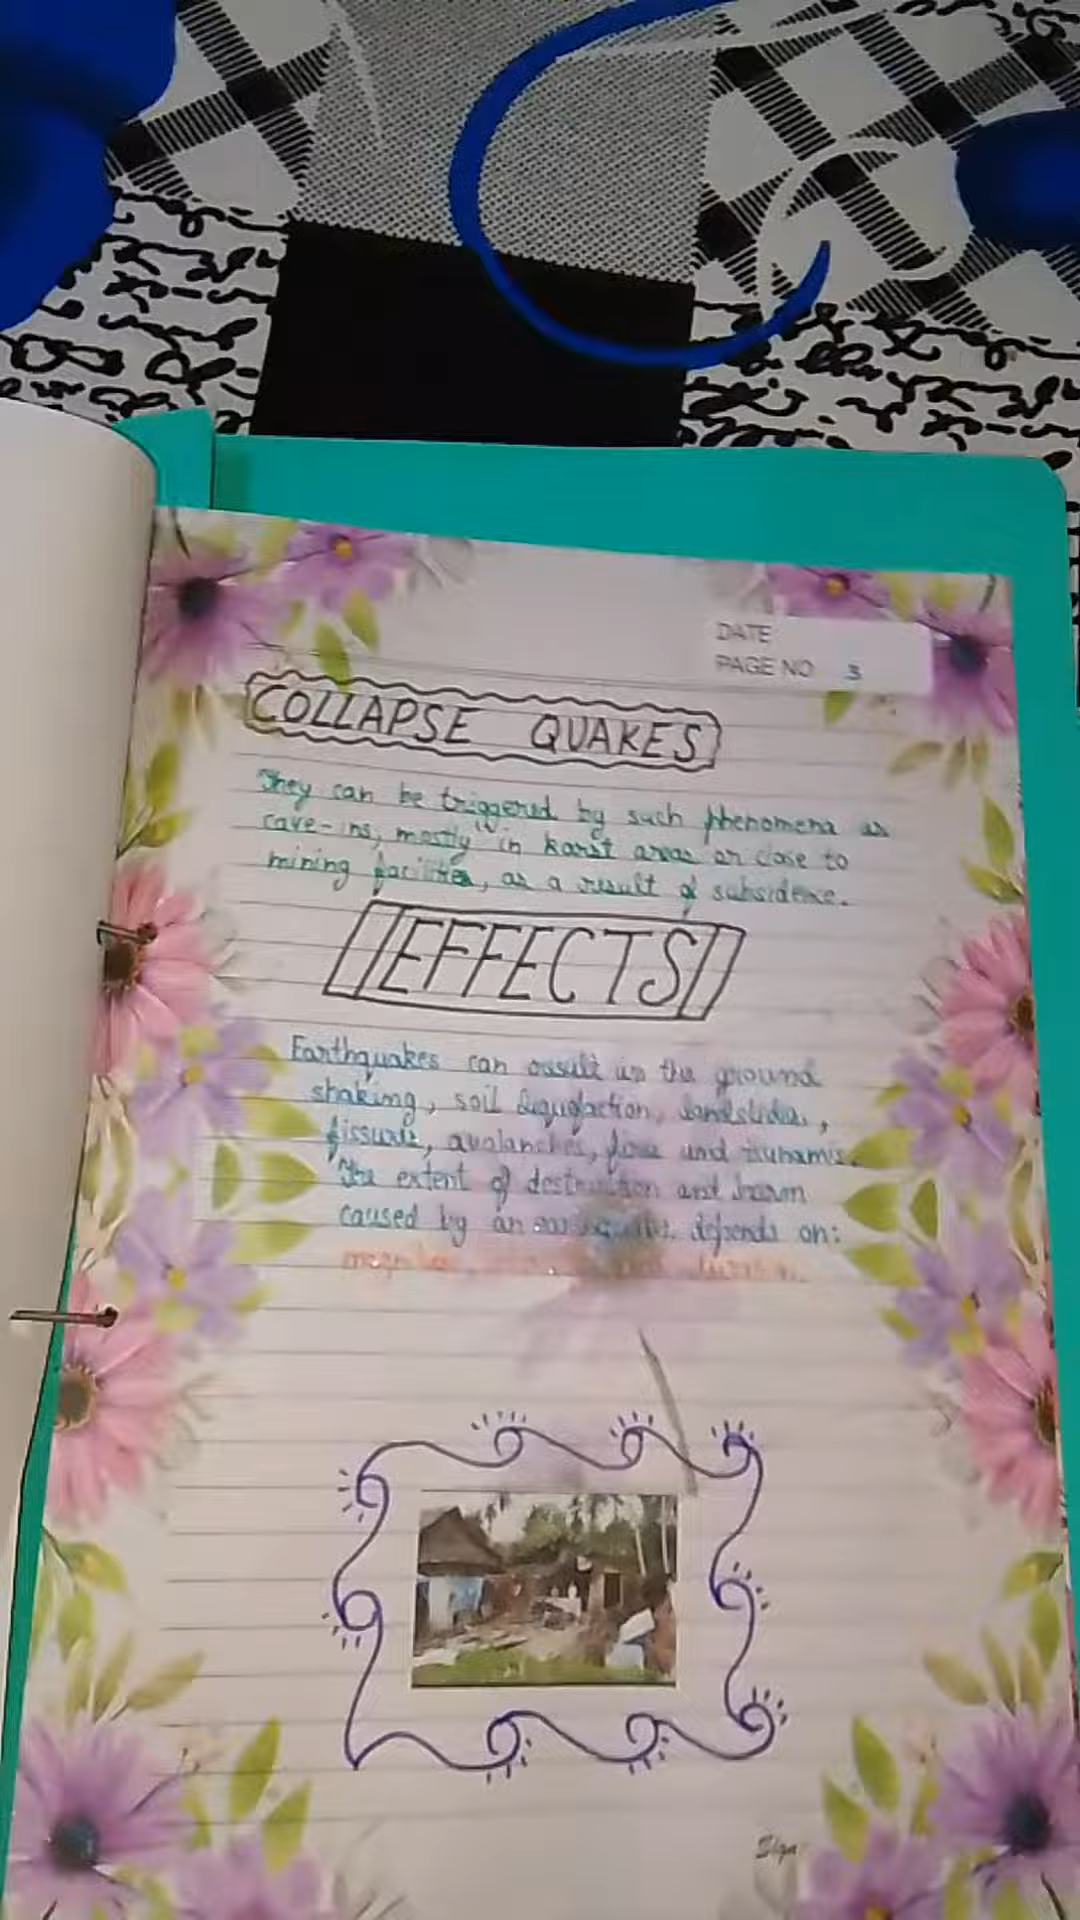 DATE
PAGE NO 3
COLLAPSE QUAKES
They can be triggered by such phenomena as
cave-ins, mostly in karst areas or close to
mining facilities, as a result of subsidence.
EFFECTS
Earthquakes can result in the ground
shaking, soil liquefaction, landslides,
fissures, avalanches, fires and tsunamis.
The extent of destruction and harm
caused by an earthquake depends on:
Sign